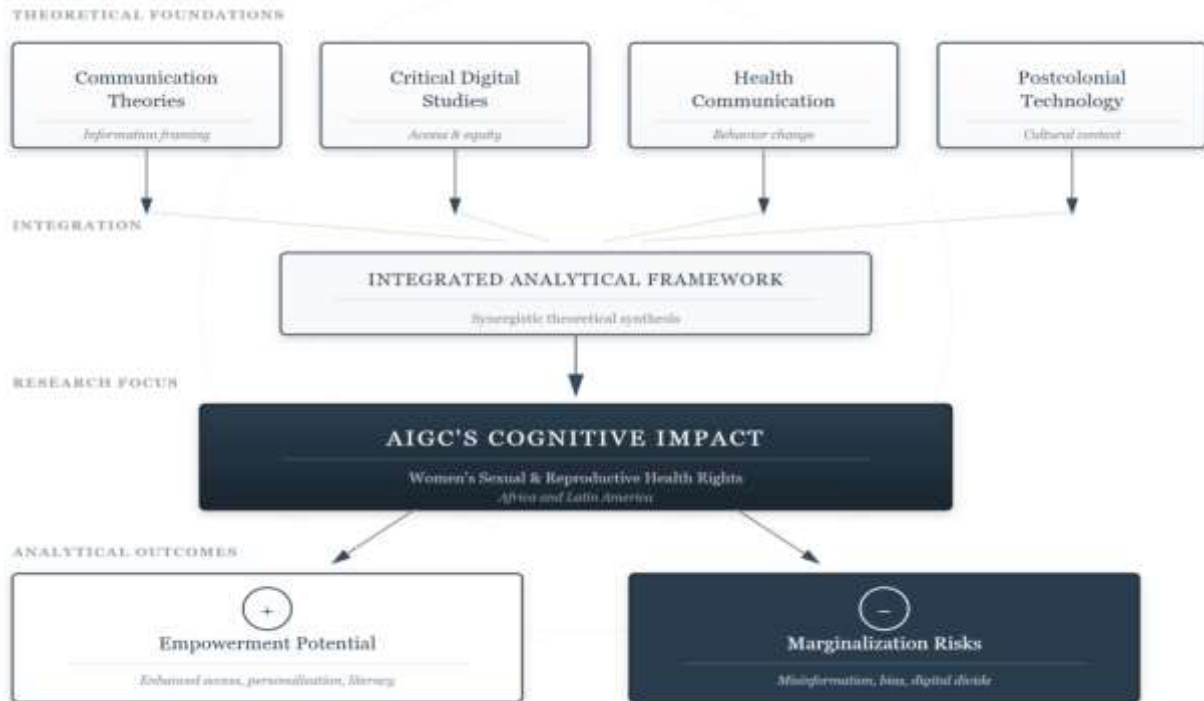 THEORETICAL FOUNDATIONS
Communication
Theories
Information framing
Critical Digital
Studies
Access & equity
Health
Communication
Behavior change
Postcolonial
Technology
Cultural context
INTEGRATION
INTEGRATED ANALYTICAL FRAMEWORK
Synergistic theoretical synthesis
RESEARCH FOCUS
AIGC'S COGNITIVE IMPACT
Women's Sexual & Reproductive Health Rights
Africa and Latin America
ANALYTICAL OUTCOMES
+
Empowerment Potential
Enhanced access, personalization, literacy
–
Marginalization Risks
Misinformation, bias, digital divide